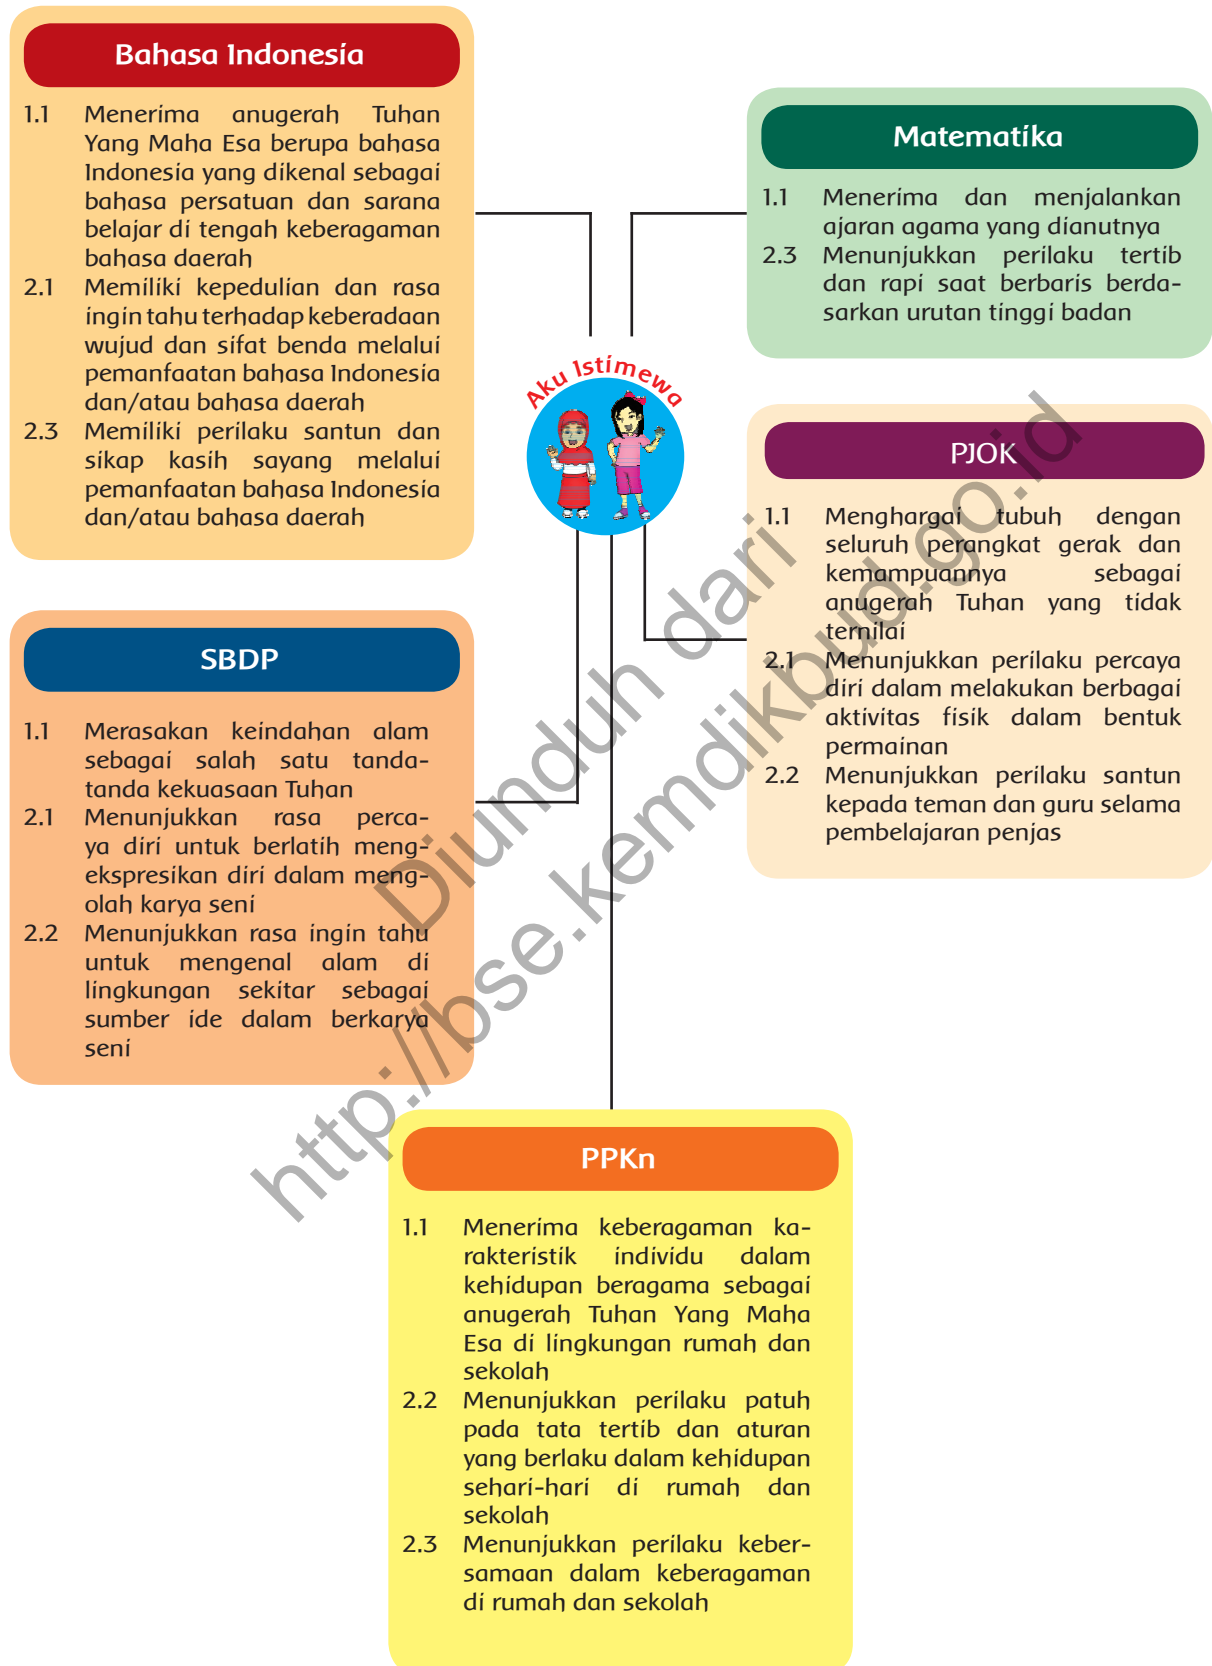 Bahasa Indonesia
1.1 Menerima anugerah Tuhan
Yang Maha Esa berupa bahasa
Indonesia yang dikenal sebagai
bahasa persatuan dan sarana
belajar di tengah keberagaman
bahasa daerah
2.1 Memiliki kepedulian dan rasa
ingin tahu terhadap keberadaan
wujud dan sifat benda melalui
pemanfaatan bahasa Indonesia
dan/atau bahasa daerah
2.3 Memiliki perilaku santun dan
sikap kasih sayang melalui
pemanfaatan bahasa Indonesia
dan/atau bahasa daerah
Matematika
1.1 Menerima dan menjalankan
ajaran agama yang dianutnya
2.3 Menunjukkan perilaku tertib
dan rapi saat berbaris berda-
sarkan urutan tinggi badan
Aku Istimewa
PJOK
1.1 Menghargai tubuh dengan
seluruh perangkat gerak dan
kemampuannya sebagai
anugerah Tuhan yang tidak
ternilai
2.1 Menunjukkan perilaku percaya
diri dalam melakukan berbagai
aktivitas fisik dalam bentuk
permainan
2.2 Menunjukkan perilaku santun
kepada teman dan guru selama
pembelajaran penjas
SBDP
1.1 Merasakan keindahan alam
sebagai salah satu tanda-
tanda kekuasaan Tuhan
2.1 Menunjukkan rasa perca-
ya diri untuk berlatih meng-
ekspresikan diri dalam meng-
olah karya seni
2.2 Menunjukkan rasa ingin tahu
untuk mengenal alam di
lingkungan sekitar sebagai
sumber ide dalam berkarya
seni
PPKn
1.1 Menerima keberagaman ka-
rakteristik individu dalam
kehidupan beragama sebagai
anugerah Tuhan Yang Maha
Esa di lingkungan rumah dan
sekolah
2.2 Menunjukkan perilaku patuh
pada tata tertib dan aturan
yang berlaku dalam kehidupan
sehari-hari di rumah dan
sekolah
2.3 Menunjukkan perilaku keber-
samaan dalam keberagaman
di rumah dan sekolah
Diunduh dari
http://bse.kemdikbud.go.id